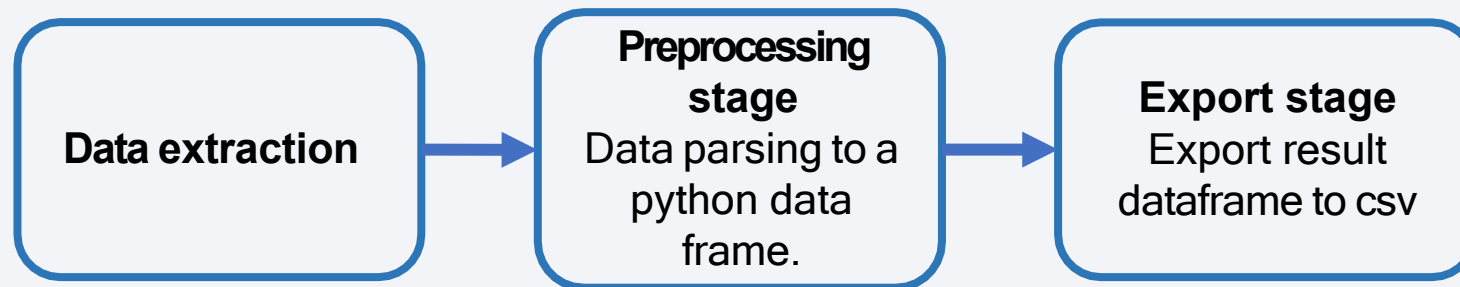 Data extraction
Preprocessing
stage
Data parsing to a
python data
frame.
Export stage
Export result
dataframe to csv